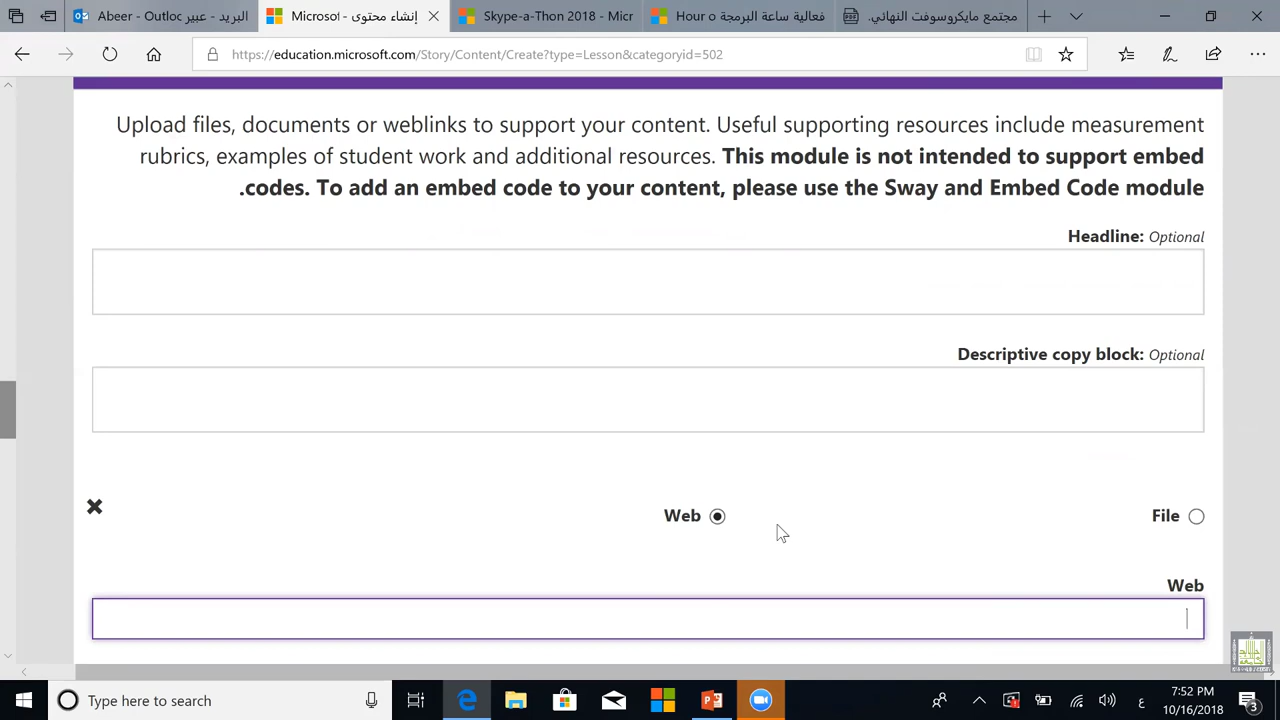 Abeer - Outloc البريد - عبير
Microsof - إنشاء محتوى
Skype-a-Thon 2018 - Micr
Hour o فعالية ساعة البرمجة
مجتمع مايكروسوفت النهائي.
https://education.microsoft.com/Story/Content/Create?type=Lesson&categoryid=502
Upload files, documents or weblinks to support your content. Useful supporting resources include measurement
rubrics, examples of student work and additional resources. This module is not intended to support embed
.codes. To add an embed code to your content, please use the Sway and Embed Code module
Headline: Optional
Descriptive copy block: Optional
Web
File
Web
Type here to search
ع
7:52 PM
10/16/2018
3